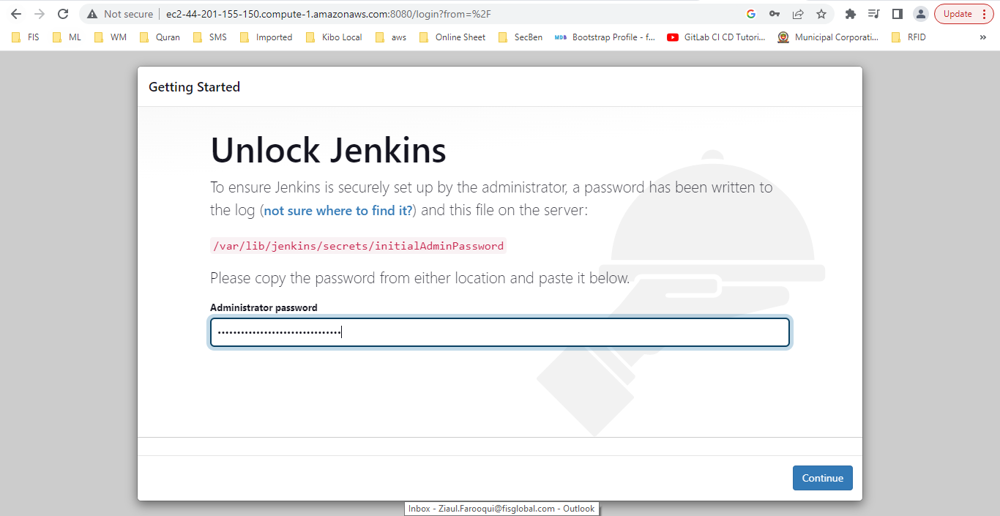 Not secure | ec2-44-201-155-150.compute-1.amazonaws.com:8080/login?from=%2F Update
FIS ML WM Quran SMS Imported Kibo Local aws Online Sheet SecBen MDB Bootstrap Profile - f... GitLab CI CD Tutori... Municipal Corporati... RFID »
Getting Started
Unlock Jenkins
To ensure Jenkins is securely set up by the administrator, a password has been written to
the log (not sure where to find it?) and this file on the server:
/var/lib/jenkins/secrets/initialAdminPassword
Please copy the password from either location and paste it below.
Administrator password
••••••••••••••••••••••••••••••••
Continue
Inbox - Ziaul.Farooqui@fisglobal.com - Outlook